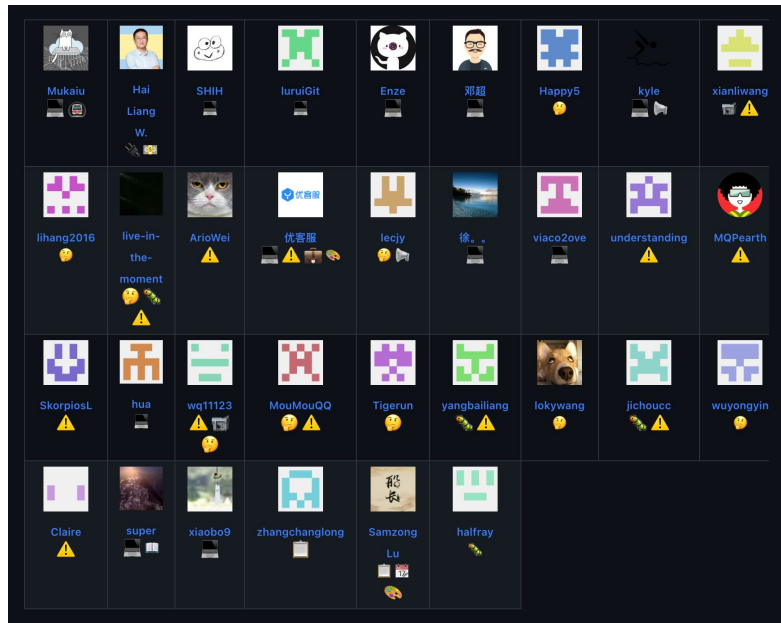 Mukaiu
Hai
Liang
W.
SHIH
luruiGit
Enze
邓超
Happy5
kyle
xianliwang
lihang2016
live-in-
the-
moment
ArioWei
优客服
优客服
lecjy
徐。。
viaco2ove
understanding
MQPearth
SkorpiosL
hua
wq11123
MouMouQQ
Tigerun
yangbailiang
lokywang
jichoucc
wuyongyin
Claire
super
xiaobo9
zhangchanglong
船
长
Samzong
Lu
halfray